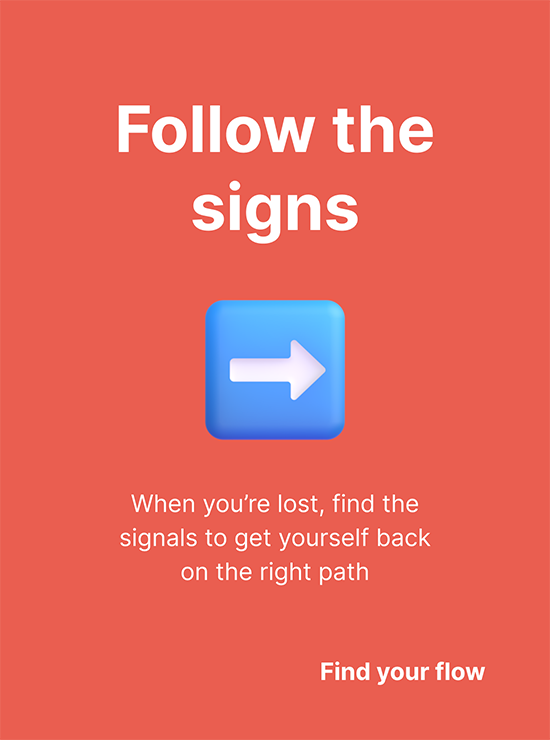 Follow the
signs
When you’re lost, find the
signals to get yourself back
on the right path
Find your flow